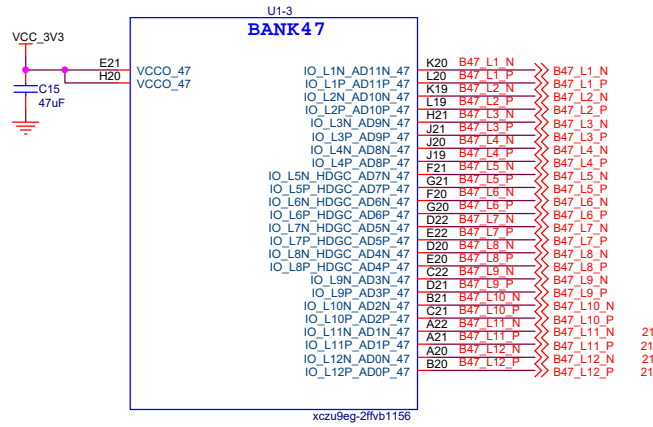 U1-3
BANK47
VCC_3V3
E21 VCCO_47
H20 VCCO_47
C15
47uF
IO_L1N_AD11N_47 K20 B47_L1_N B47_L1_N
IO_L1P_AD11P_47 L20 B47_L1_P B47_L1_P
IO_L2N_AD10N_47 K19 B47_L2_N B47_L2_N
IO_L2P_AD10P_47 L19 B47_L2_P B47_L2_P
IO_L3N_AD9N_47 H21 B47_L3_N B47_L3_N
IO_L3P_AD9P_47 J21 B47_L3_P B47_L3_P
IO_L4N_AD8N_47 J20 B47_L4_N B47_L4_N
IO_L4P_AD8P_47 J19 B47_L4_P B47_L4_P
IO_L5N_HDGC_AD7N_47 F21 B47_L5_N B47_L5_N
IO_L5P_HDGC_AD7P_47 G21 B47_L5_P B47_L5_P
IO_L6N_HDGC_AD6N_47 F20 B47_L6_N B47_L6_N
IO_L6P_HDGC_AD6P_47 G20 B47_L6_P B47_L6_P
IO_L7N_HDGC_AD5N_47 D22 B47_L7_N B47_L7_N
IO_L7P_HDGC_AD5P_47 E22 B47_L7_P B47_L7_P
IO_L8N_HDGC_AD4N_47 D20 B47_L8_N B47_L8_N
IO_L8P_HDGC_AD4P_47 E20 B47_L8_P B47_L8_P
IO_L9N_AD3N_47 C22 B47_L9_N B47_L9_N
IO_L9P_AD3P_47 D21 B47_L9_P B47_L9_P
IO_L10N_AD2N_47 B21 B47_L10_N B47_L10_N
IO_L10P_AD2P_47 C21 B47_L10_P B47_L10_P
IO_L11N_AD1N_47 A22 B47_L11_N B47_L11_N 21
IO_L11P_AD1P_47 A21 B47_L11_P B47_L11_P 21
IO_L12N_AD0N_47 A20 B47_L12_N B47_L12_N 21
IO_L12P_AD0P_47 B20 B47_L12_P B47_L12_P 21
xczu9eg-2ffvb1156